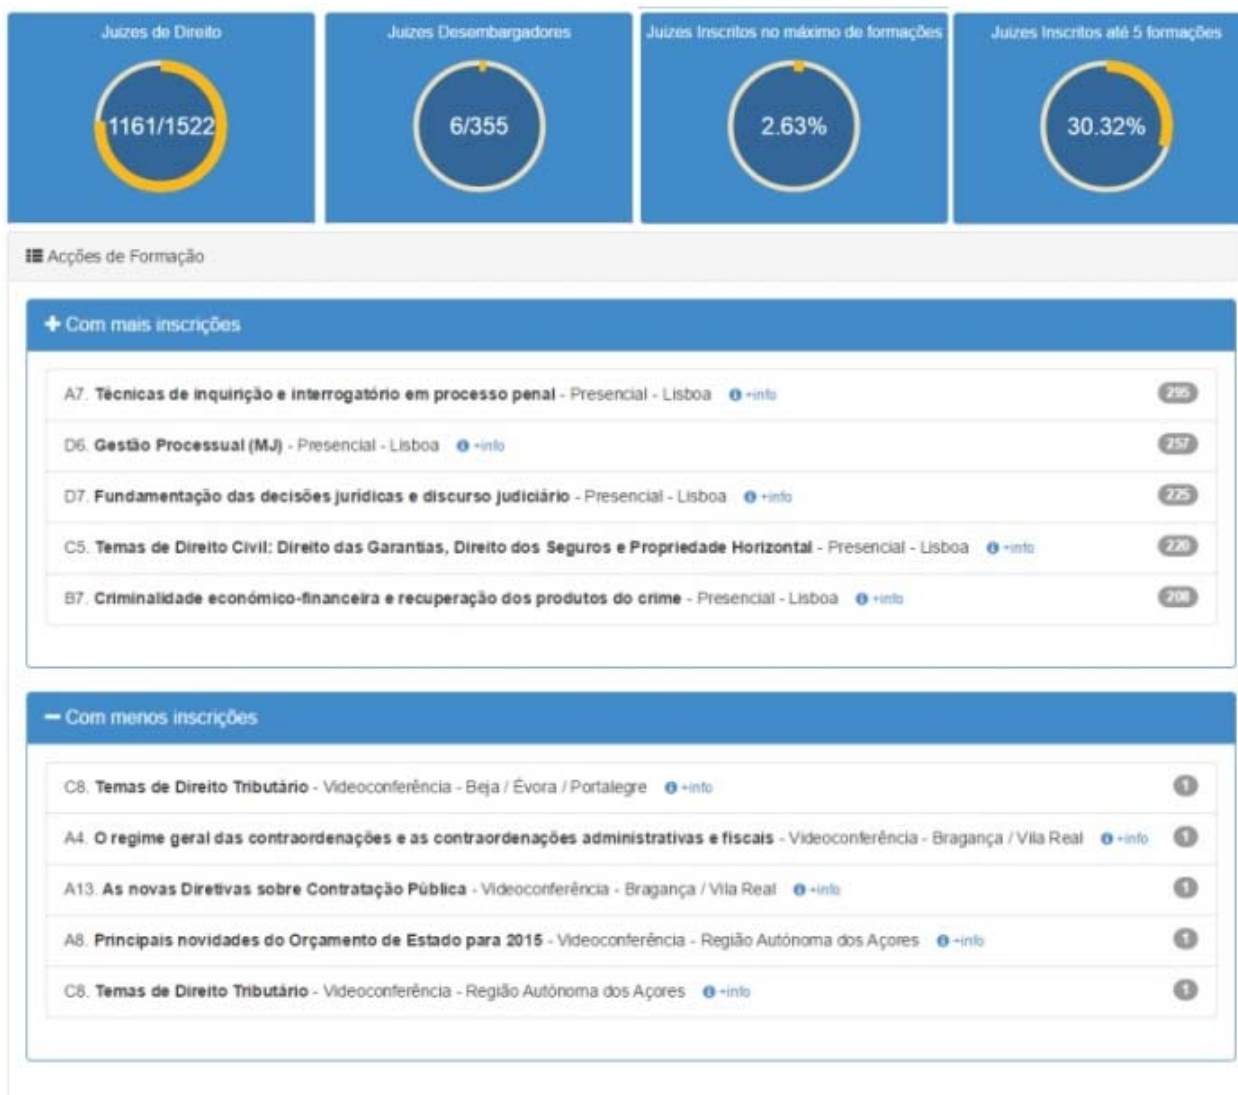 Juizes de Direito
1161/1522
Juizes Desembargadores
6/355
Juizes Inscritos no máximo de formações
2.63%
Juizes Inscritos até 5 formações
30.32%
Acções de Formação
Com mais inscrições
A7. Técnicas de inquirição e interrogatório em processo penal - Presencial - Lisboa +info 295
D6. Gestão Processual (MJ) - Presencial - Lisboa +info 257
D7. Fundamentação das decisões jurídicas e discurso judiciário - Presencial - Lisboa +info 225
C5. Temas de Direito Civil: Direito das Garantias, Direito dos Seguros e Propriedade Horizontal - Presencial - Lisboa +info 220
B7. Criminalidade económico-financeira e recuperação dos produtos do crime - Presencial - Lisboa +info 208
Com menos inscrições
C8. Temas de Direito Tributário - Videoconferência - Beja / Évora / Portalegre +info 1
A4. O regime geral das contraordenações e as contraordenações administrativas e fiscais - Videoconferência - Bragança / Vila Real +info 1
A13. As novas Diretivas sobre Contratação Pública - Videoconferência - Bragança / Vila Real +info 1
A8. Principais novidades do Orçamento de Estado para 2015 - Videoconferência - Região Autónoma dos Açores +info 1
C8. Temas de Direito Tributário - Videoconferência - Região Autónoma dos Açores +info 1